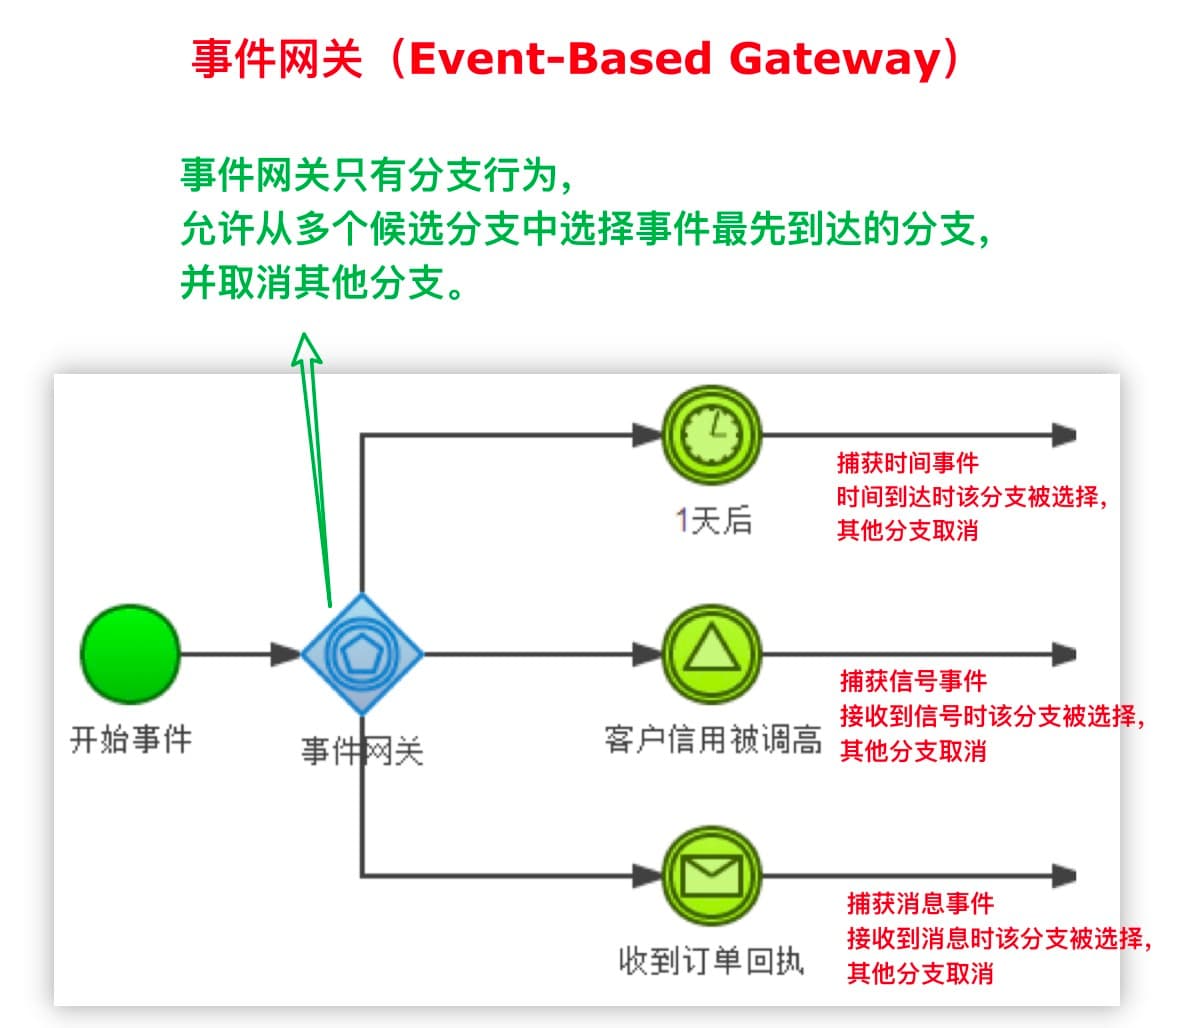 事件网关（Event-Based Gateway）
事件网关只有分支行为，
允许从多个候选分支中选择事件最先到达的分支，
并取消其他分支。
1天后
捕获时间事件
时间到达时该分支被选择，
其他分支取消
开始事件
事件网关
客户信用被调高
捕获信号事件
接收到信号时该分支被选择，
其他分支取消
收到订单回执
捕获消息事件
接收到消息时该分支被选择，
其他分支取消